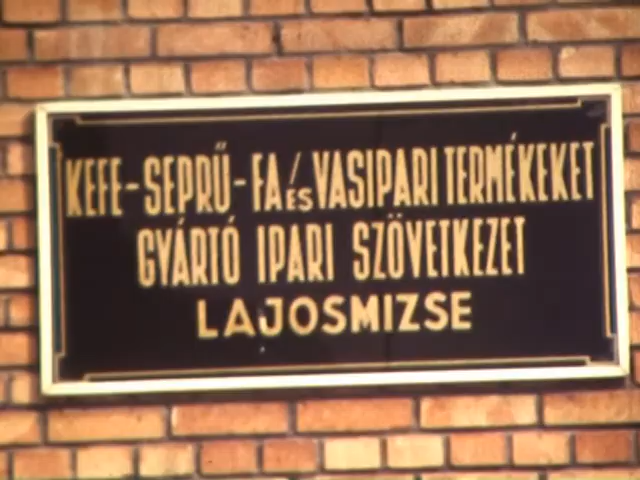 KEFE-SEPRŰ-FA/ÉS VASIPARI TERMÉKEKET
GYÁRTÓ IPARI SZÖVETKEZET
LAJOSMIZSE